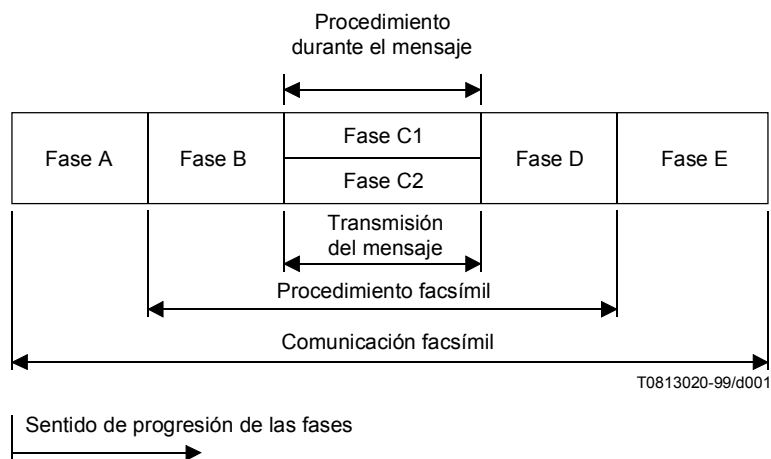 Procedimiento
durante el mensaje
Fase A
Fase B
Fase C1
Fase C2
Fase D
Fase E
Transmisión
del mensaje
Procedimiento facsímil
Comunicación facsímil
T0813020-99/d001
Sentido de progresión de las fases